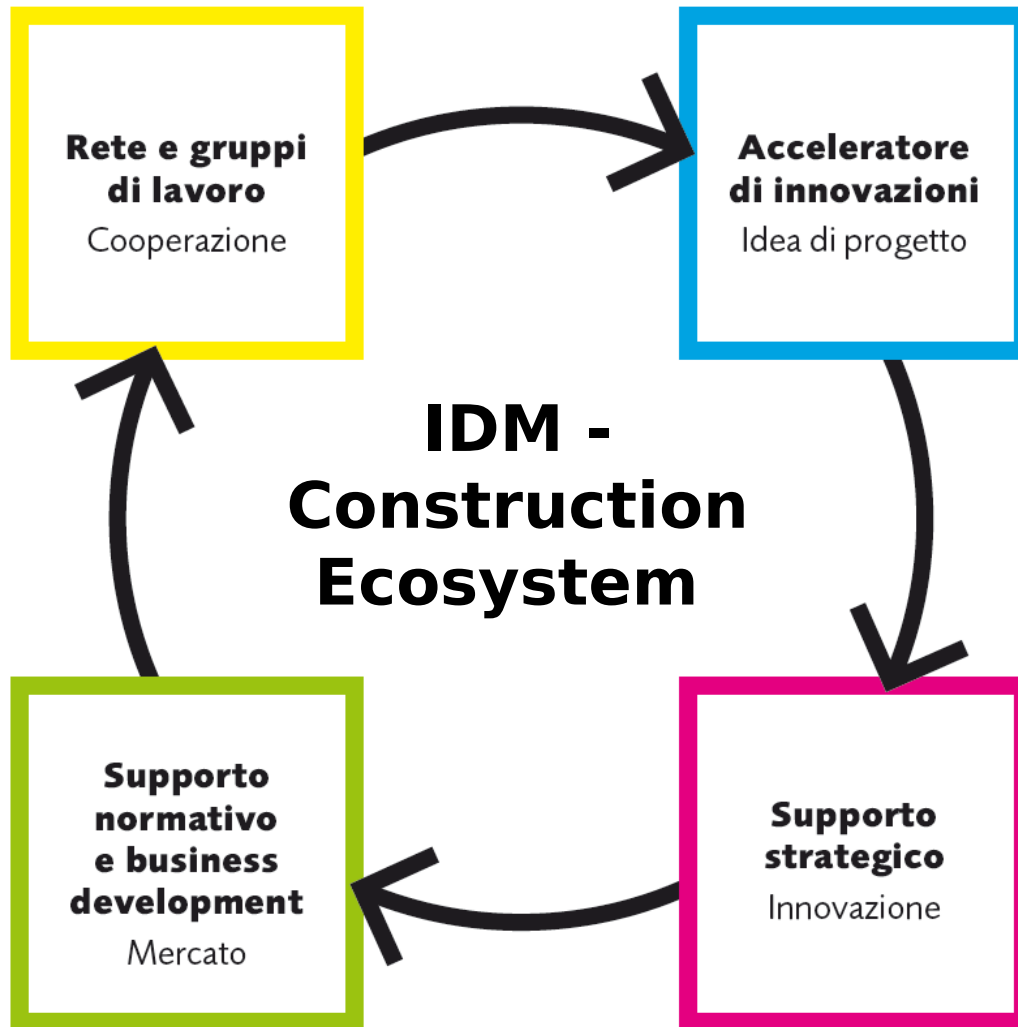 Rete e gruppi
di lavoro
Cooperazione
Acceleratore
di innovazioni
Idea di progetto
IDM -
Construction
Ecosystem
Supporto
normativo
e business
development
Mercato
Supporto
strategico
Innovazione